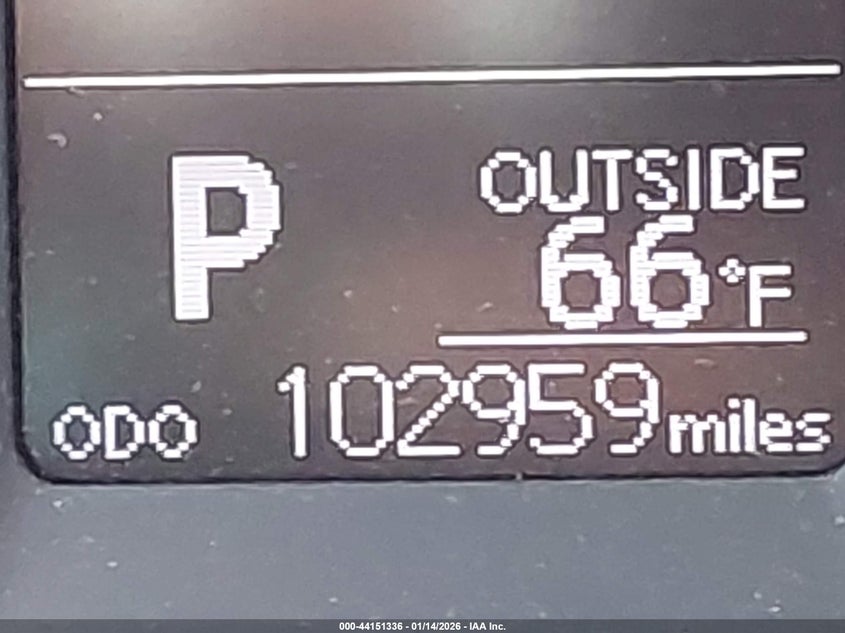 P
OUTSIDE
66°F
ODO 102959 miles
000-44151336 - 01/14/2026 - IAA Inc.